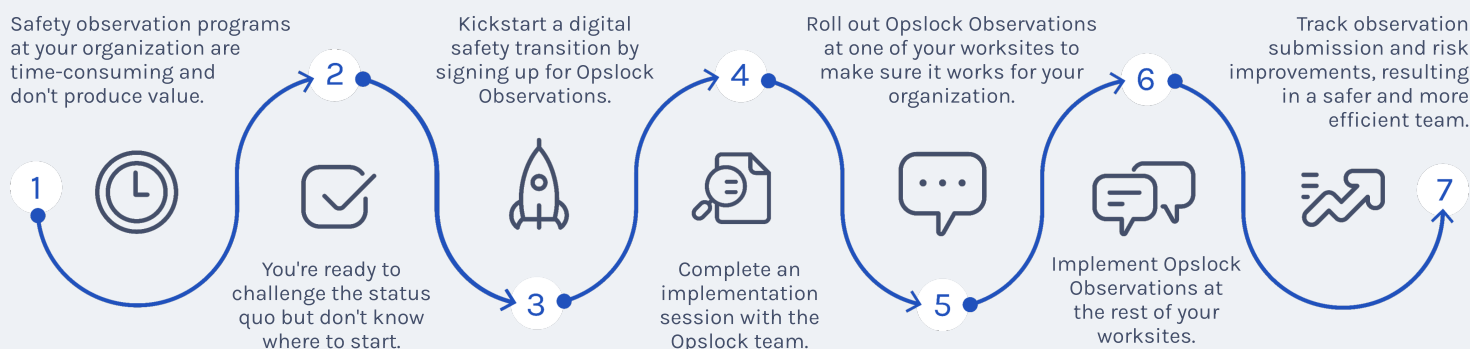 1
Safety observation programs
at your organization are
time-consuming and
don't produce value.
2
You're ready to
challenge the status
quo but don't know
where to start.
3
Kickstart a digital
safety transition by
signing up for Opslock
Observations.
4
Complete an
implementation
session with the
Opslock team.
5
Roll out Opslock Observations
at one of your worksites to
make sure it works for your
organization.
6
Implement Opslock
Observations at
the rest of your
worksites.
7
Track observation
submission and risk
improvements, resulting
in a safer and more
efficient team.